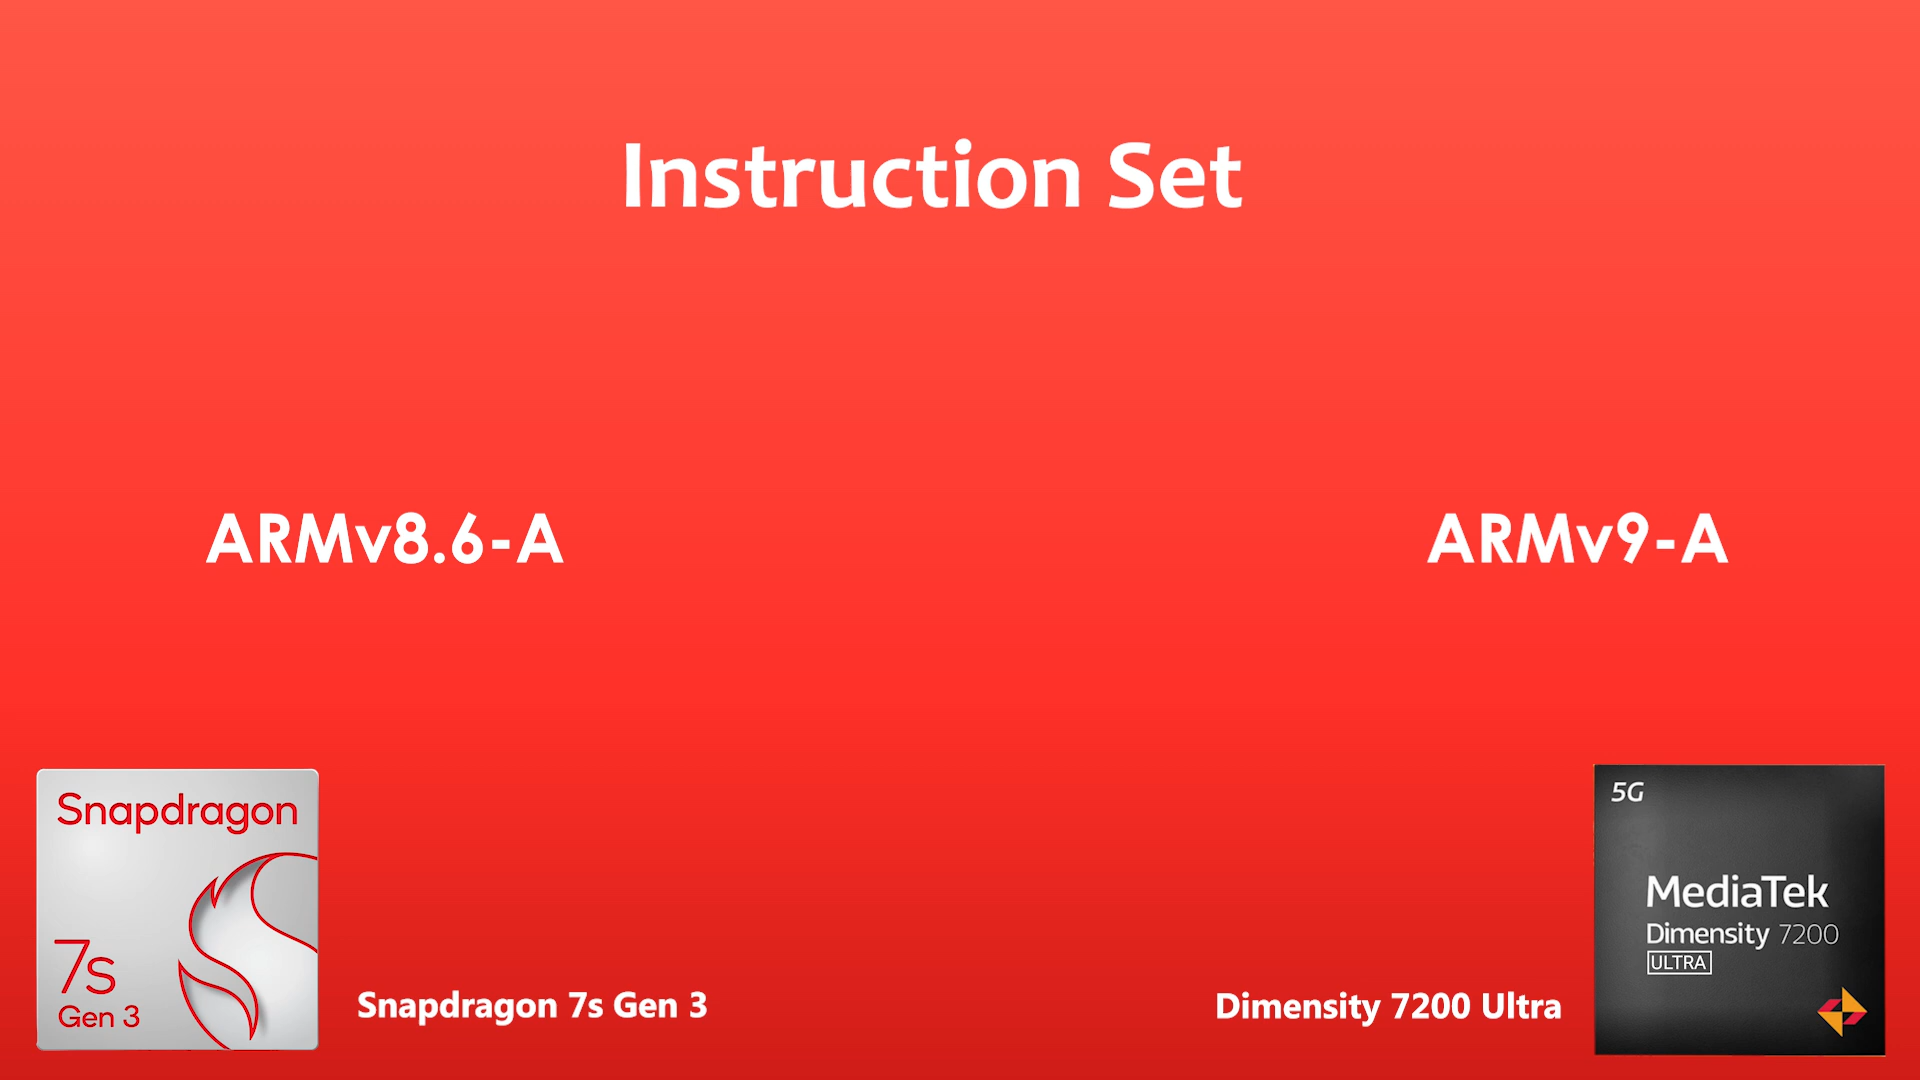 Instruction Set
ARMv8.6-A
ARMv9-A
Snapdragon
7s
Gen 3
Snapdragon 7s Gen 3
Dimensity 7200 Ultra
5G
MediaTek
Dimensity 7200
ULTRA